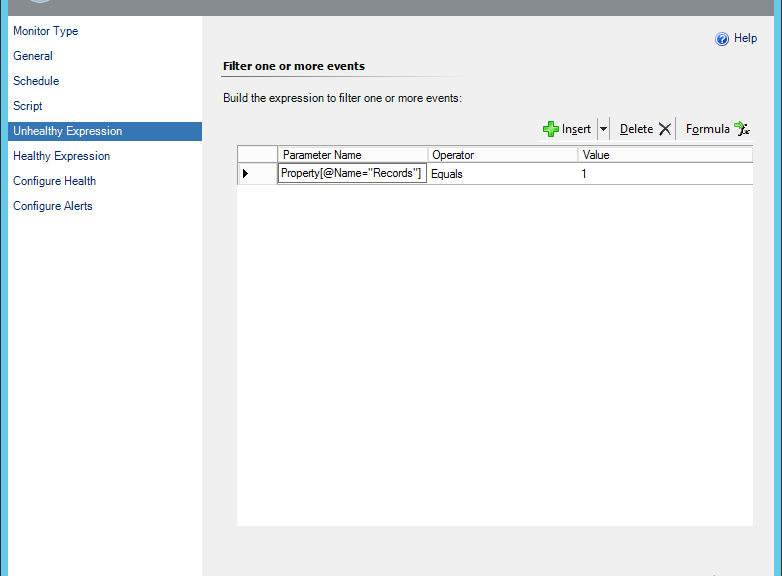 Monitor Type
General
Schedule
Script
Unhealthy Expression
Healthy Expression
Configure Health
Configure Alerts
Help
Filter one or more events
Build the expression to filter one or more events:
Insert Delete Formula
Parameter Name Operator Value
Property[@Name="Records"] Equals 1